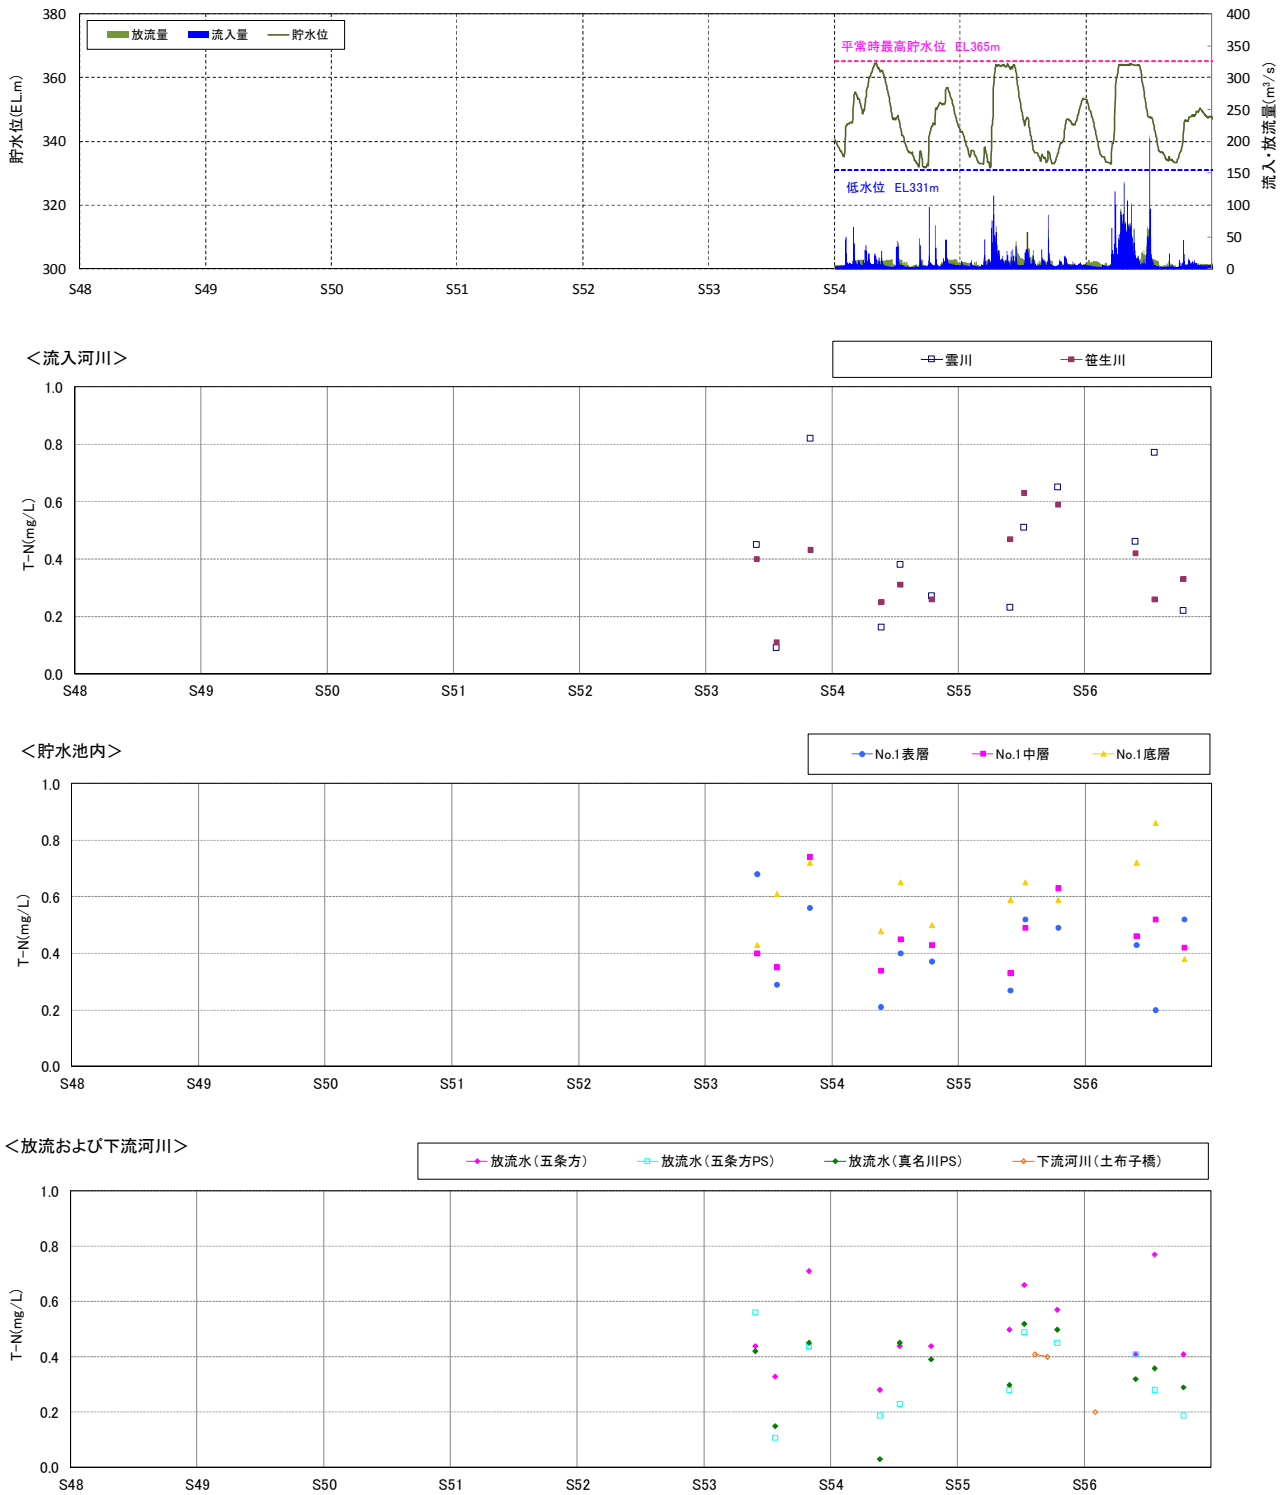 放流量 流入量 貯水位
380
360
340
320
300
400
350
300
250
200
150
100
50
0
貯水位(EL.m)
流入・放流量(m³/s)
平常時最高貯水位 EL365m
低水位 EL331m
S48 S49 S50 S51 S52 S53 S54 S55 S56
＜流入河川＞
雲川 笹生川
1.0
0.8
0.6
0.4
0.2
0.0
T-N(mg/L)
S48 S49 S50 S51 S52 S53 S54 S55 S56
＜貯水池内＞
No.1表層 No.1中層 No.1底層
1.0
0.8
0.6
0.4
0.2
0.0
T-N(mg/L)
S48 S49 S50 S51 S52 S53 S54 S55 S56
＜放流および下流河川＞
放流水(五条方) 放流水(五条方PS) 放流水(真名川PS) 下流河川(土布子橋)
1.0
0.8
0.6
0.4
0.2
0.0
T-N(mg/L)
S48 S49 S50 S51 S52 S53 S54 S55 S56